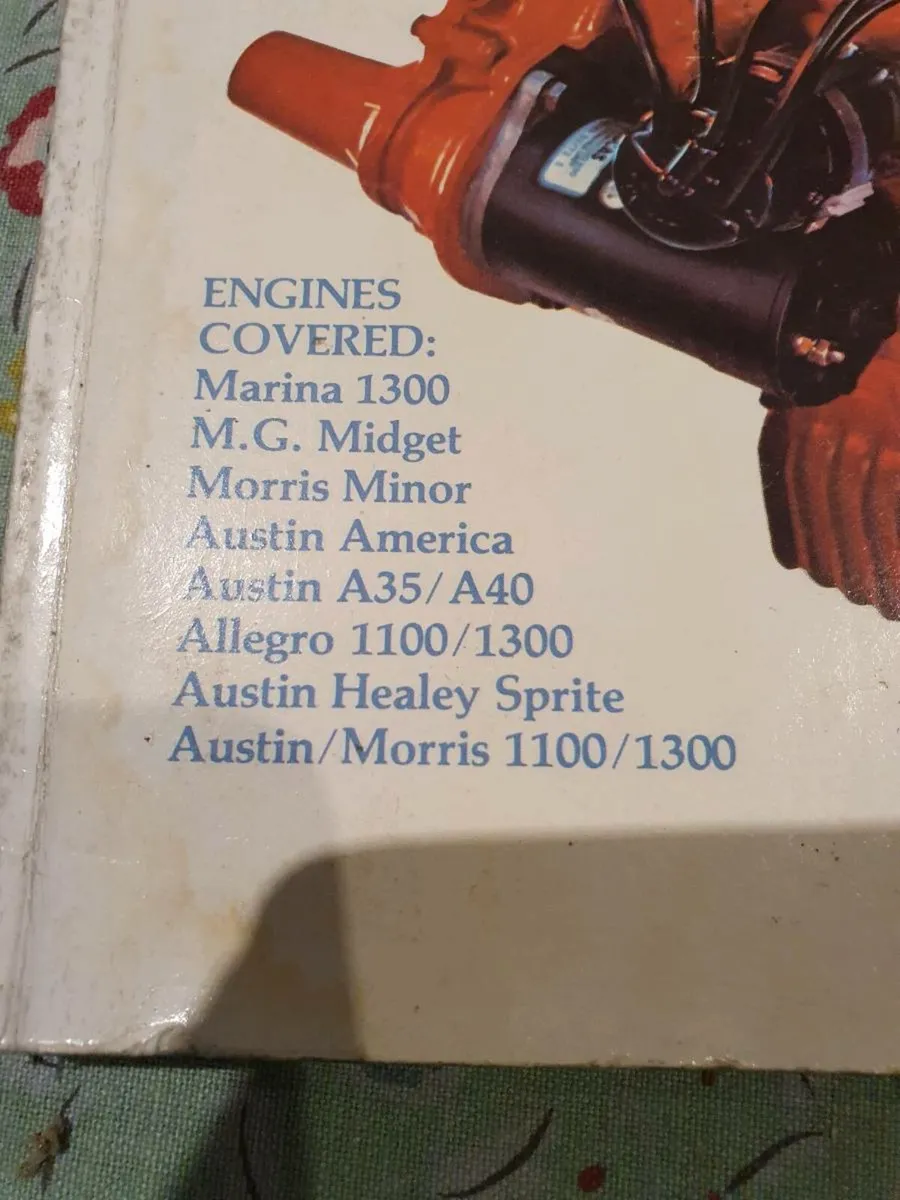 ENGINES
COVERED:
Marina 1300
M.G. Midget
Morris Minor
Austin America
Austin A35/A40
Allegro 1100/1300
Austin Healey Sprite
Austin/Morris 1100/1300